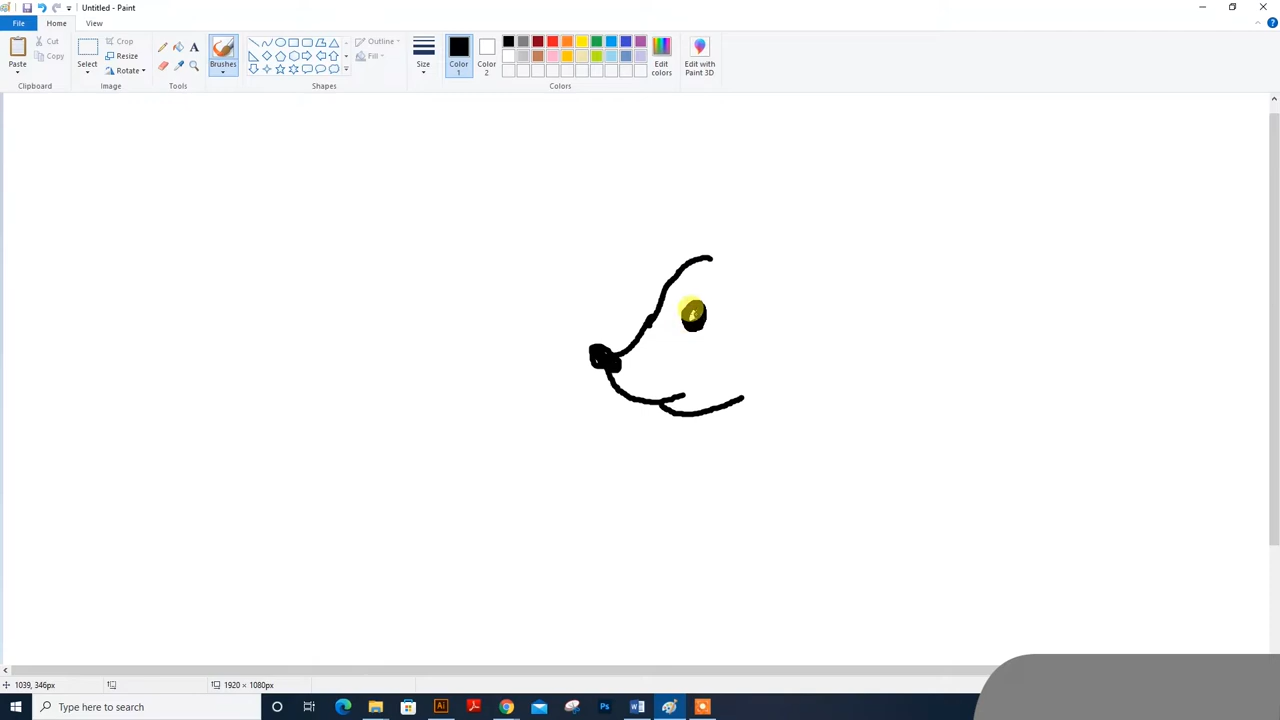 Untitled - Paint
File Home View
Paste
Cut
Copy
Clipboard
Select
Crop
Resize
Rotate
Image
A
Tools
Brushes
Outline
Fill
Shapes
Size
Color 1
Color 2
Edit colors
Colors
Edit with Paint 3D
1039, 346px
1920 × 1080px
Type here to search
Ai
Ps
W